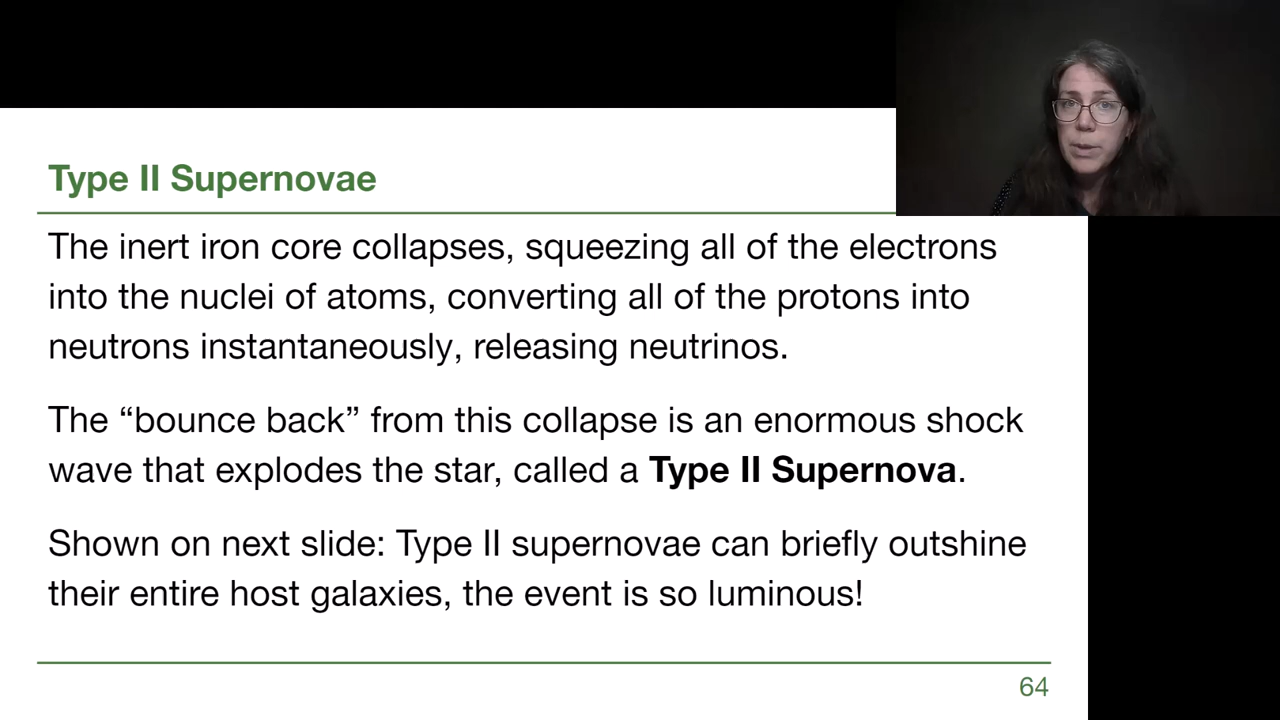 Type II Supernovae
The inert iron core collapses, squeezing all of the electrons
into the nuclei of atoms, converting all of the protons into
neutrons instantaneously, releasing neutrinos.
The “bounce back” from this collapse is an enormous shock
wave that explodes the star, called a Type II Supernova.
Shown on next slide: Type II supernovae can briefly outshine
their entire host galaxies, the event is so luminous!
64